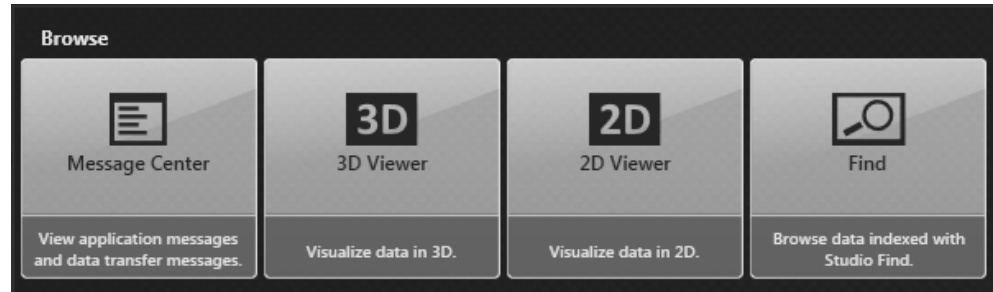 Browse
Message Center
View application messages
and data transfer messages.
3D
3D Viewer
Visualize data in 3D.
2D
2D Viewer
Visualize data in 2D.
Find
Browse data indexed with
Studio Find.